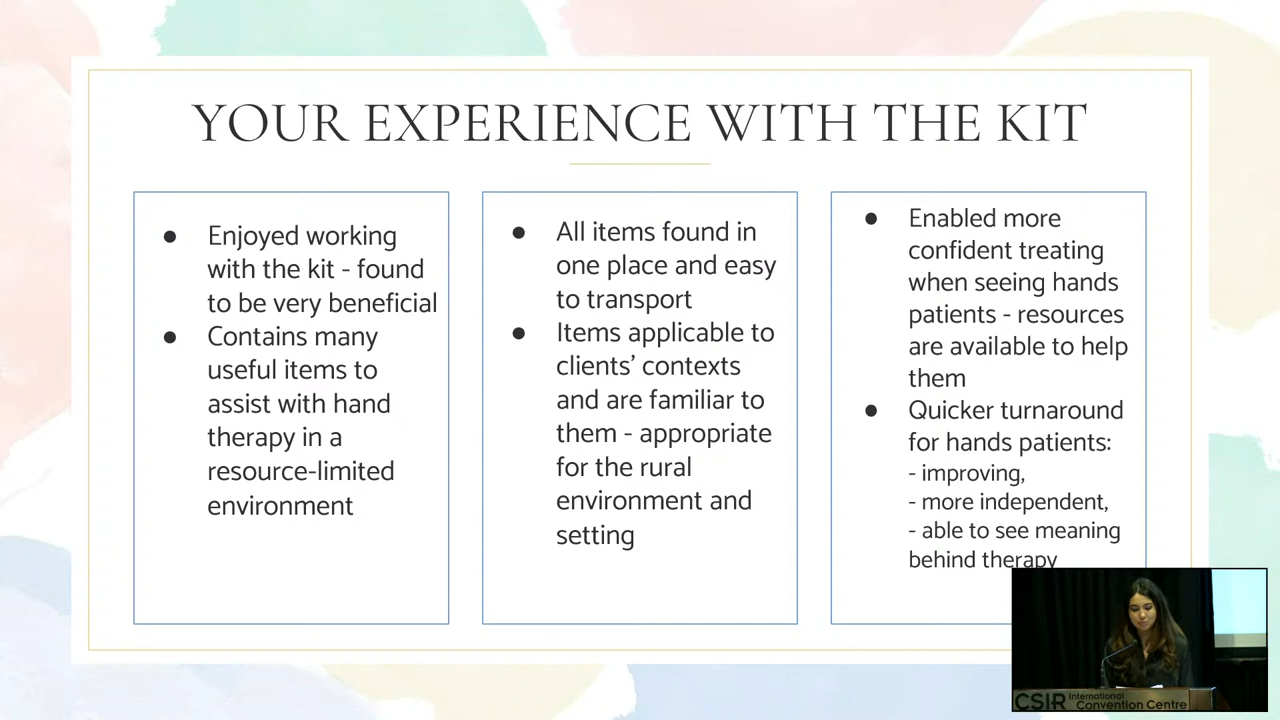 YOUR EXPERIENCE WITH THE KIT
● Enjoyed working
with the kit - found
to be very beneficial
● Contains many
useful items to
assist with hand
therapy in a
resource-limited
environment
● All items found in
one place and easy
to transport
● Items applicable to
clients' contexts
and are familiar to
them - appropriate
for the rural
environment and
setting
● Enabled more
confident treating
when seeing hands
patients - resources
are available to help
them
● Quicker turnaround
for hands patients:
- improving,
- more independent,
- able to see meaning
behind therapy
CSIR International
Convention Centre